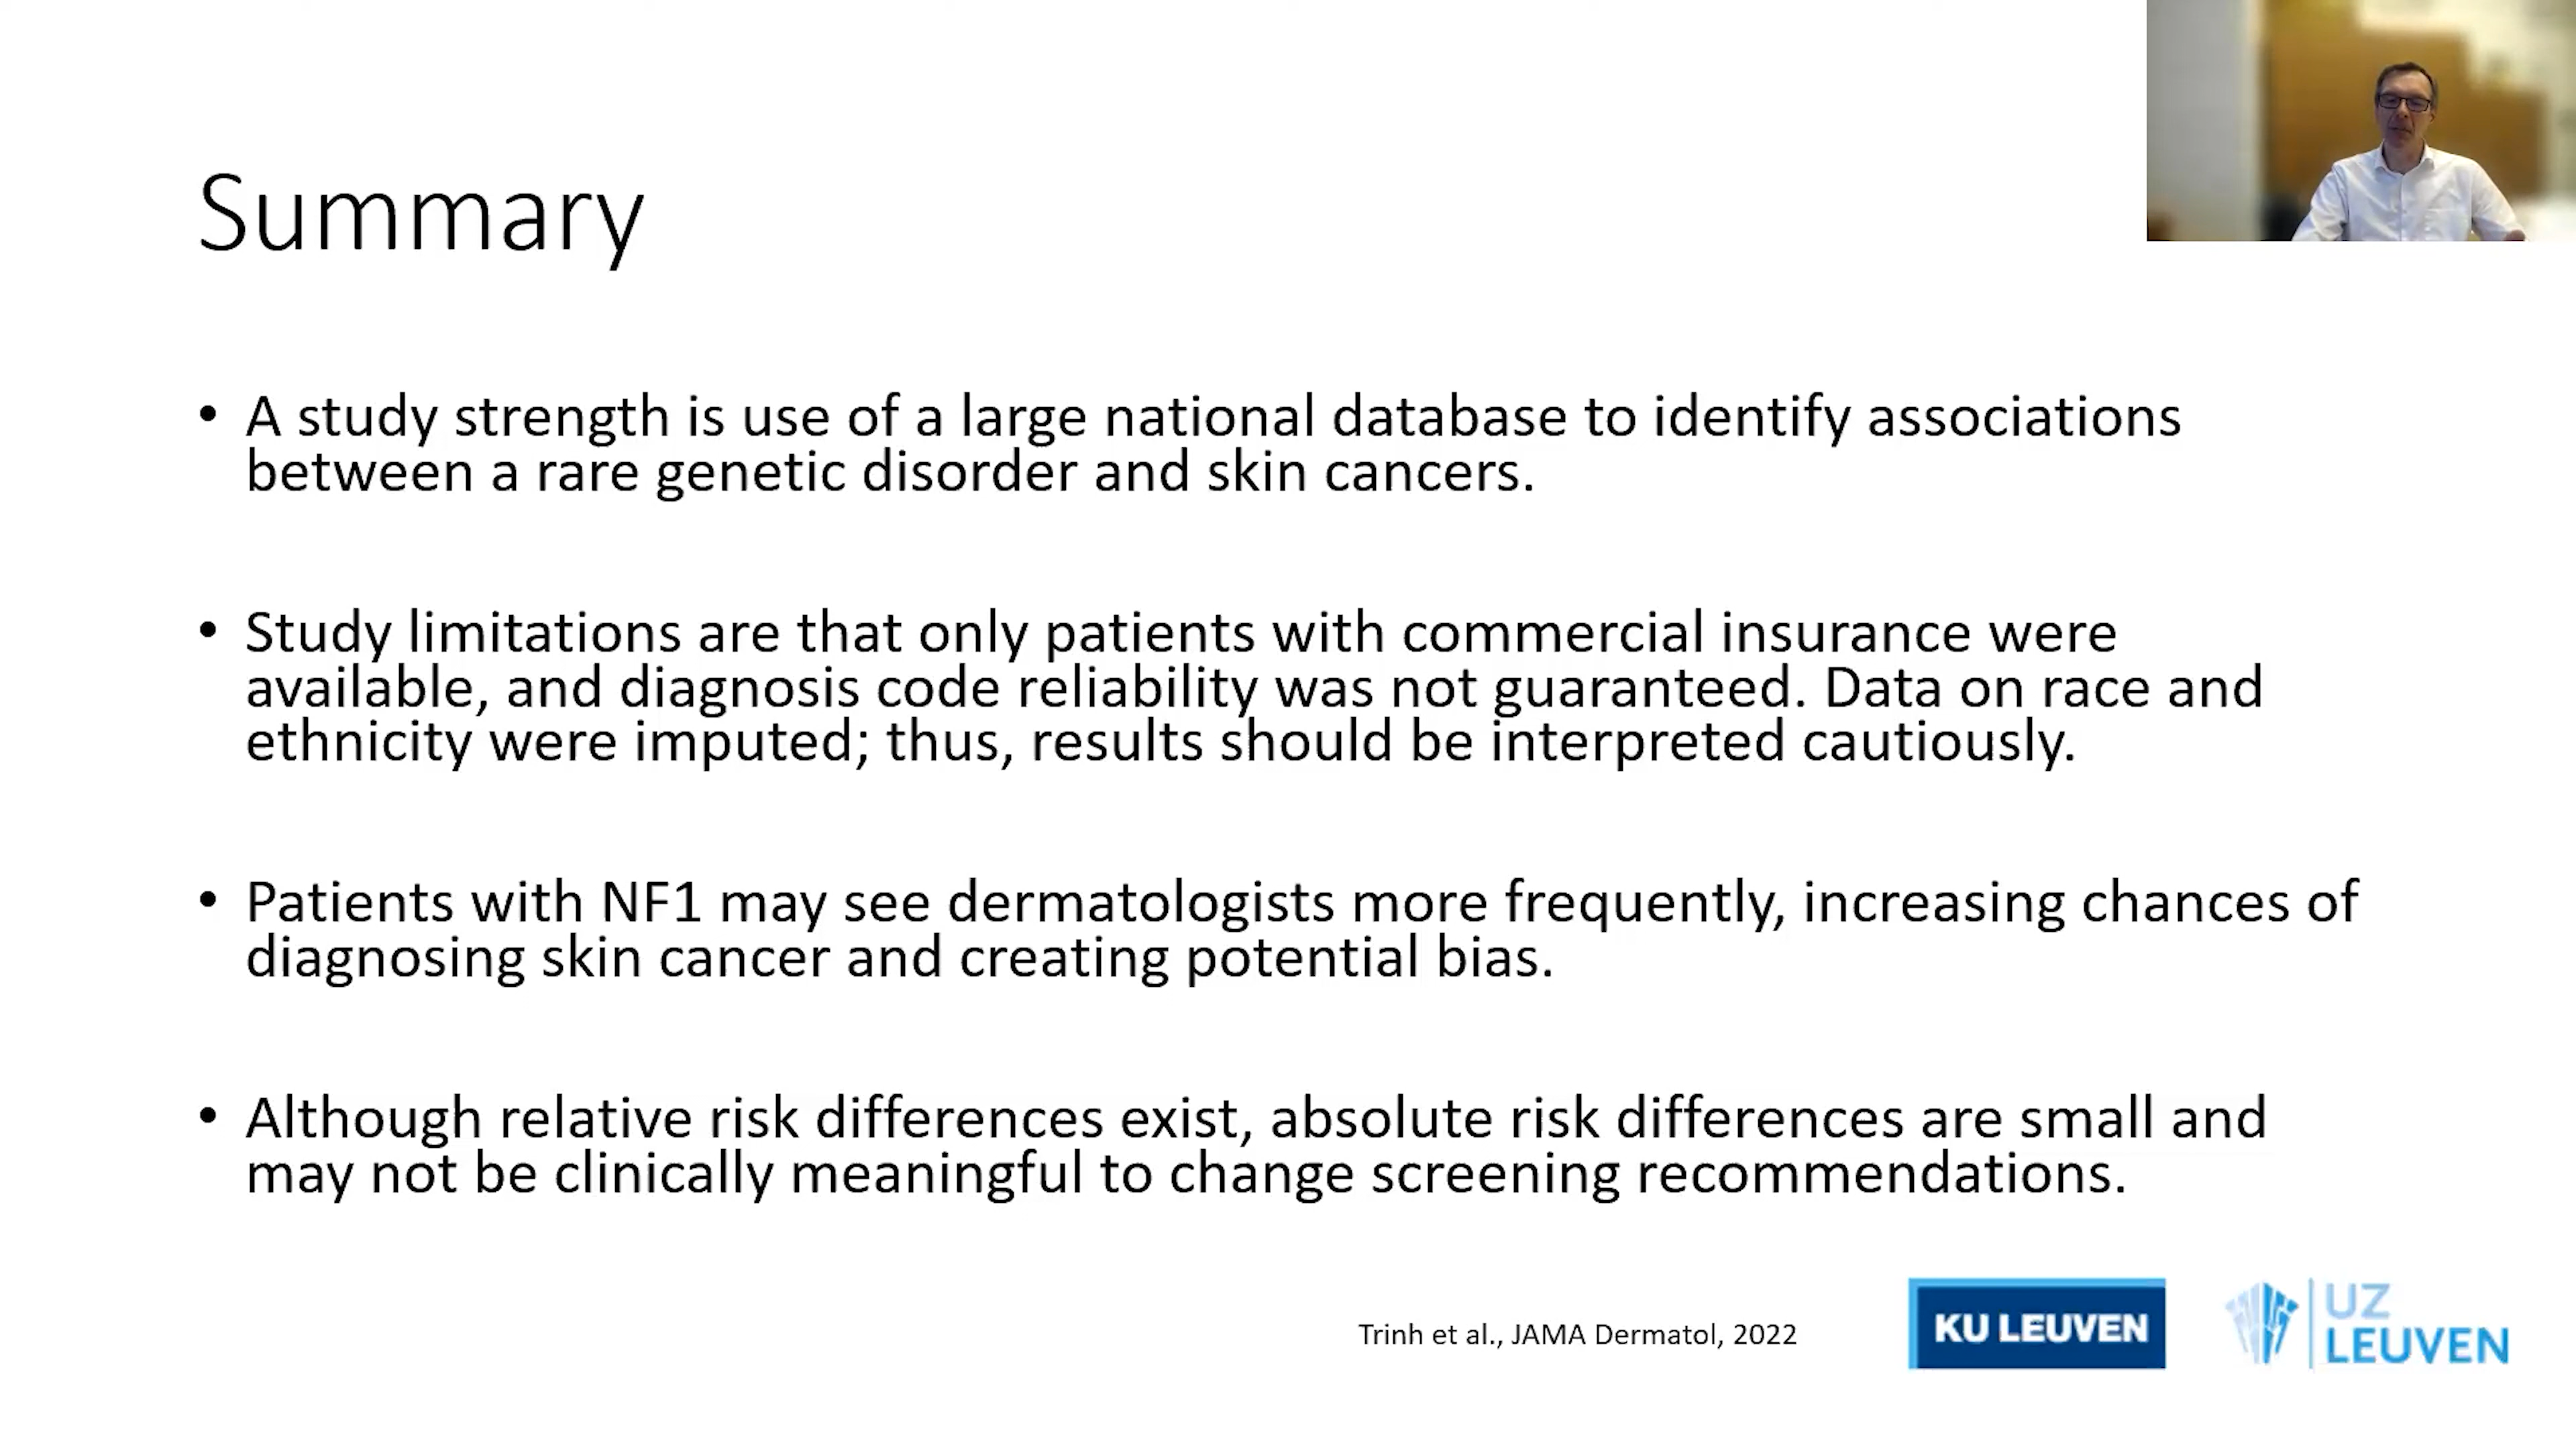 Summary
• A study strength is use of a large national database to identify associations
between a rare genetic disorder and skin cancers.
• Study limitations are that only patients with commercial insurance were
available, and diagnosis code reliability was not guaranteed. Data on race and
ethnicity were imputed; thus, results should be interpreted cautiously.
• Patients with NF1 may see dermatologists more frequently, increasing chances of
diagnosing skin cancer and creating potential bias.
• Although relative risk differences exist, absolute risk differences are small and
may not be clinically meaningful to change screening recommendations.
Trinh et al., JAMA Dermatol, 2022
KU LEUVEN
UZ
LEUVEN